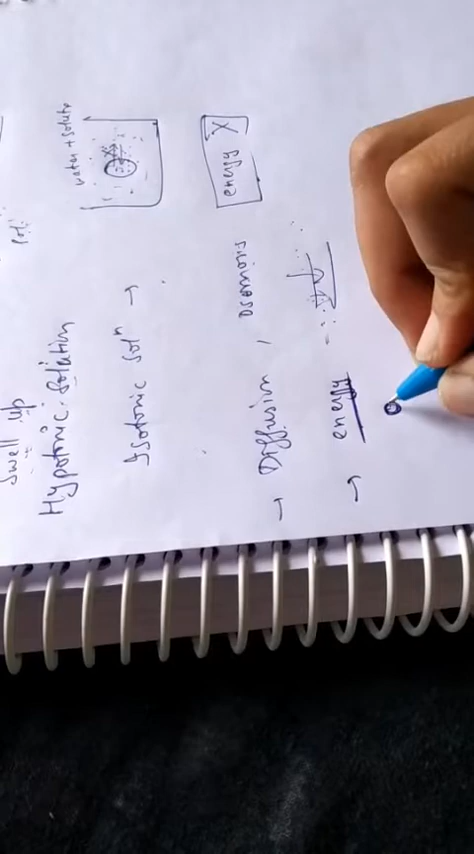 Swell up
Hypotonic Solution
water + solute
Isotonic Solⁿ →
→ Diffusion , Osmosis
energy X
→ energy